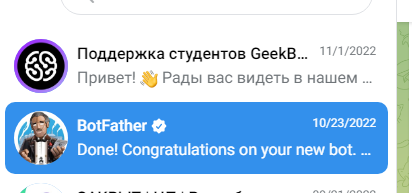 Поддержка студентов GeekB... 11/1/2022
Привет! 👋 Рады вас видеть в нашем ...
BotFather 10/23/2022
Done! Congratulations on your new bot. ...